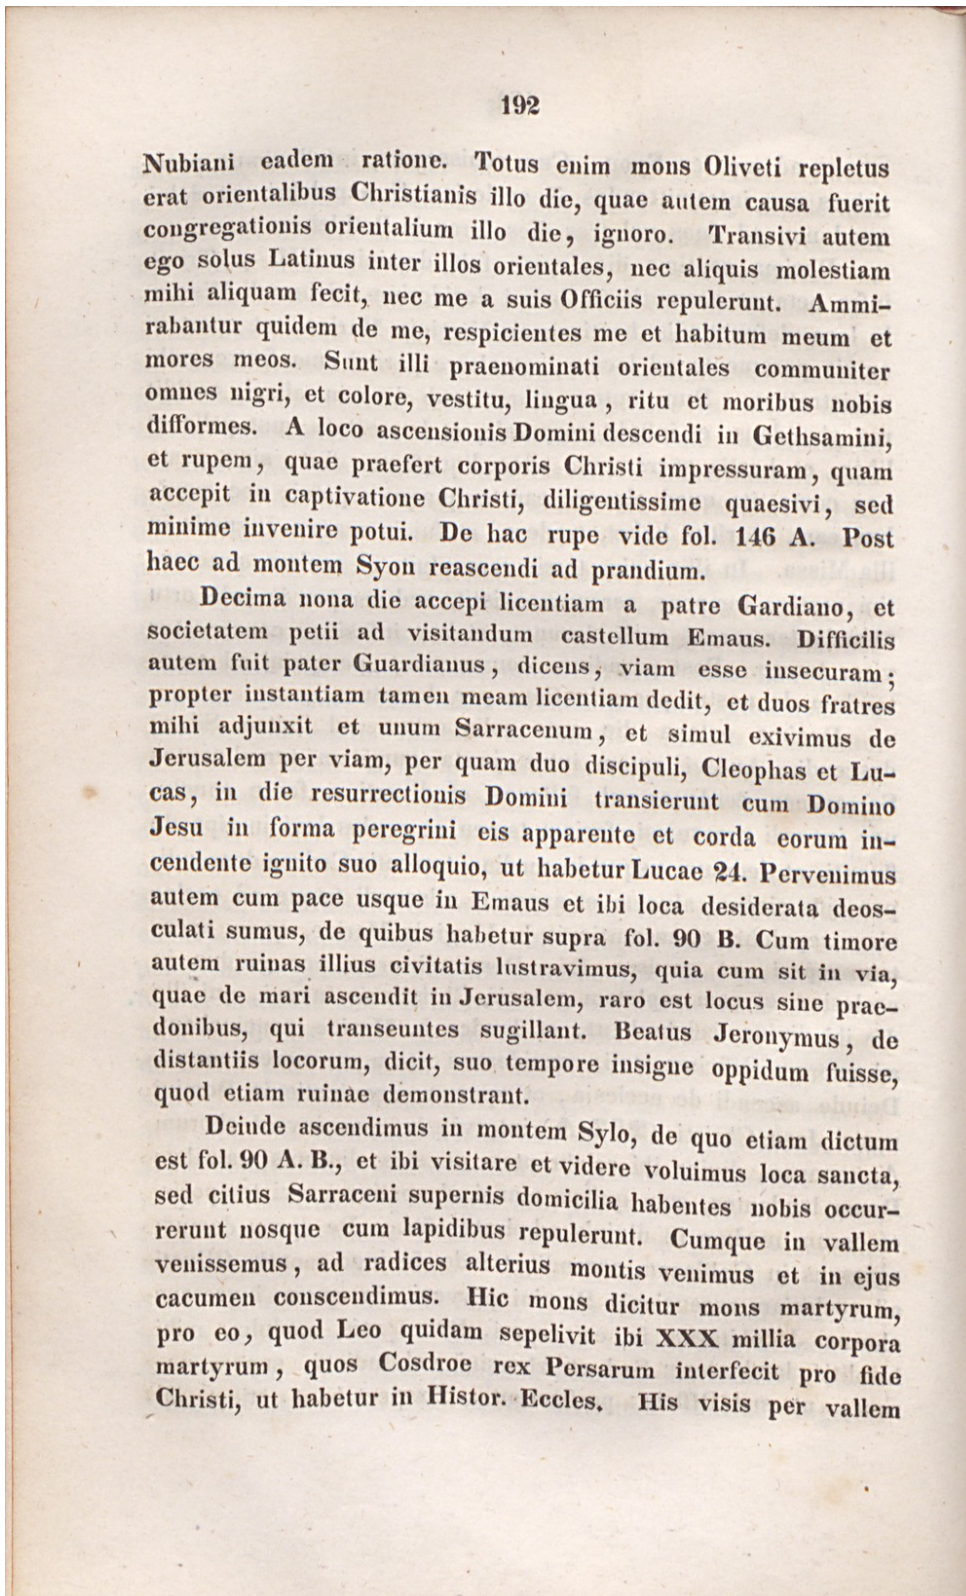 192
Nubiani eadem ratione. Totus enim mons Oliveti repletus
erat orientalibus Christianis illo die, quae autem causa fuerit
congregationis orientalium illo die, ignoro. Transivi autem
ego solus Latinus inter illos orientales, nec aliquis molestiam
mihi aliquam fecit, nec me a suis Officiis repulerunt. Ammi-
rabantur quidem de me, respicientes me et habitum meum et
mores meos. Sunt illi praenominati orientales communiter
omnes nigri, et colore, vestitu, lingua, ritu et moribus nobis
difformes. A loco ascensionis Domini descendi in Gethsamini,
et rupem, quae praefert corporis Christi impressuram, quam
accepit in captivatione Christi, diligentissime quaesivi, sed
minime invenire potui. De hac rupe vide fol. 146 A. Post
haec ad montem Syon reascendi ad prandium.
Decima nona die accepi licentiam a patre Gardiano, et
societatem petii ad visitandum castellum Emaus. Difficilis
autem fuit pater Guardianus, dicens, viam esse insecuram;
propter instantiam tamen meam licentiam dedit, et duos fratres
mihi adjunxit et unum Sarracenum, et simul exivimus de
Jerusalem per viam, per quam duo discipuli, Cleophas et Lu-
cas, in die resurrectionis Domini transierunt cum Domino
Jesu in forma peregrini eis apparente et corda eorum in-
cendente ignito suo alloquio, ut habetur Lucae 24. Pervenimus
autem cum pace usque in Emaus et ibi loca desiderata deos-
culati sumus, de quibus habetur supra fol. 90 B. Cum timore
autem ruinas illius civitatis lustravimus, quia cum sit in via,
quae de mari ascendit in Jerusalem, raro est locus sine prae-
donibus, qui transeuntes sugillant. Beatus Jeronymus, de
distantiis locorum, dicit, suo tempore insigne oppidum fuisse,
quod etiam ruinae demonstrant.
Deinde ascendimus in montem Sylo, de quo etiam dictum
est fol. 90 A. B., et ibi visitare et videre voluimus loca sancta,
sed citius Sarraceni supernis domicilia habentes nobis occur-
rerunt nosque cum lapidibus repulerunt. Cumque in vallem
venissemus, ad radices alterius montis venimus et in ejus
cacumen conscendimus. Hic mons dicitur mons martyrum,
pro eo, quod Leo quidam sepelivit ibi XXX millia corpora
martyrum, quos Cosdroe rex Persarum interfecit pro fide
Christi, ut habetur in Histor. Eccles. His visis per vallem